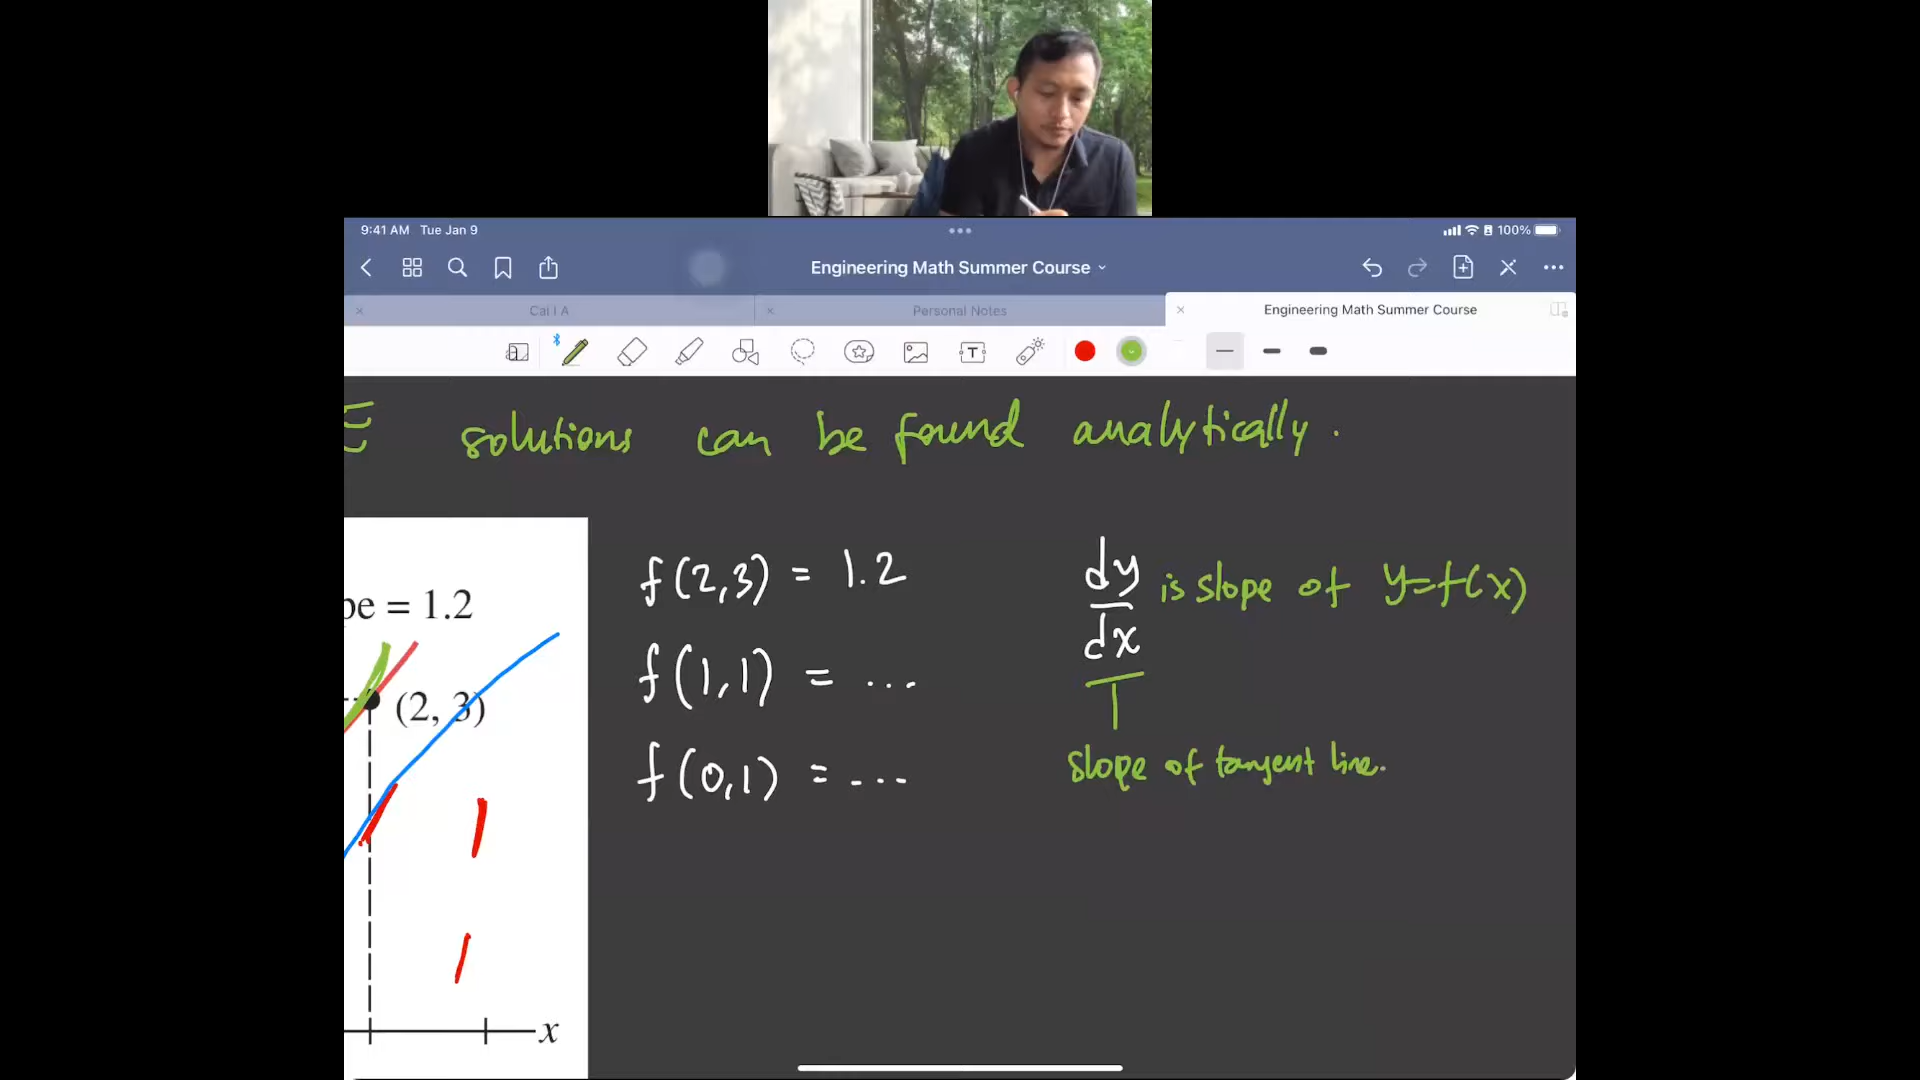 9:41 AM Tue Jan 9
100%
Engineering Math Summer Course
Cal I A
Personal Notes
Engineering Math Summer Course
T
solutions can be found analytically.
f(2,3) = 1.2
dy
is slope of y=f(x)
dx
pe = 1.2
f(1,1) = ...
(2, 3)
f(0,1) = ...
slope of tangent line.
x